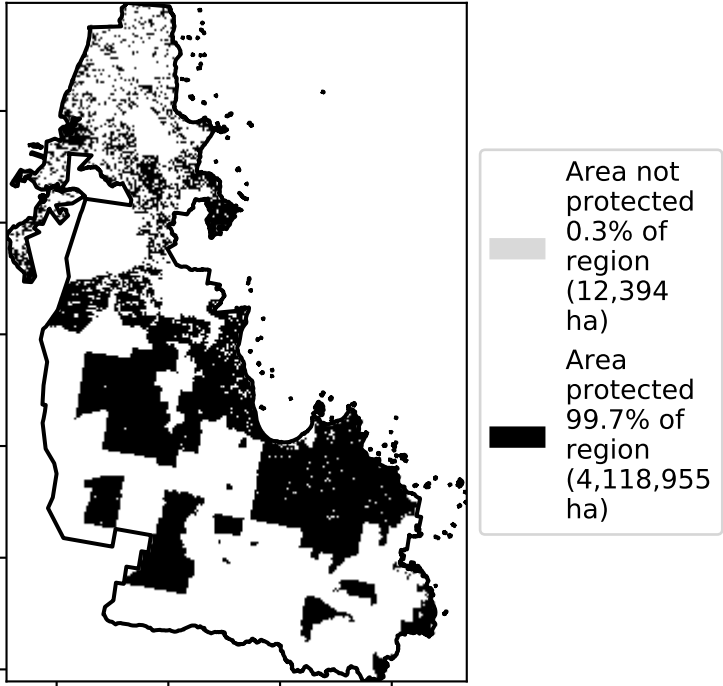 Area not
protected
0.3% of
region
(12,394
ha)
Area
protected
99.7% of
region
(4,118,955
ha)